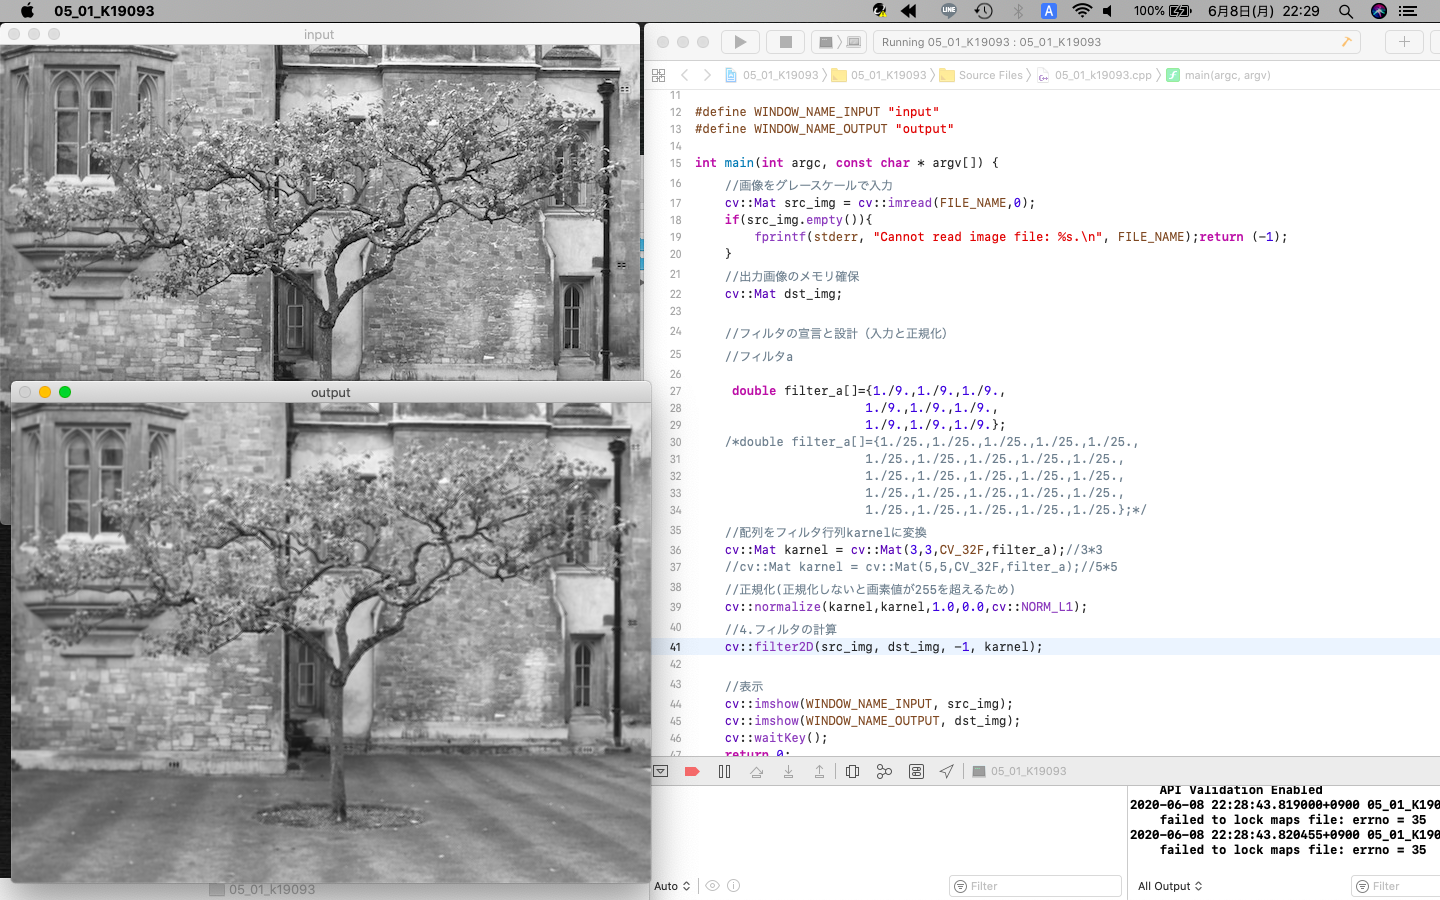 05_01_K19093
LINE
A
100%
6月8日(月) 22:29
input
Running 05_01_K19093 : 05_01_K19093
05_01_K19093 〉 05_01_K19093 〉 Source Files 〉 05_01_k19093.cpp 〉 main(argc, argv)
11
12 #define WINDOW_NAME_INPUT "input"
13 #define WINDOW_NAME_OUTPUT "output"
14
15 int main(int argc, const char * argv[]) {
16 //画像をグレースケールで入力
17 cv::Mat src_img = cv::imread(FILE_NAME,0);
18 if(src_img.empty()){
19 fprintf(stderr, "Cannot read image file: %s.\n", FILE_NAME);return (-1);
20 }
21 //出力画像のメモリ確保
22 cv::Mat dst_img;
23
24 //フィルタの宣言と設計（入力と正規化）
25 //フィルタa
26
27 double filter_a[]={1./9.,1./9.,1./9.,
28 1./9.,1./9.,1./9.,
29 1./9.,1./9.,1./9.};
30 /*double filter_a[]={1./25.,1./25.,1./25.,1./25.,1./25.,
31 1./25.,1./25.,1./25.,1./25.,1./25.,
32 1./25.,1./25.,1./25.,1./25.,1./25.,
33 1./25.,1./25.,1./25.,1./25.,1./25.,
34 1./25.,1./25.,1./25.,1./25.,1./25.};*/
35 //配列をフィルタ行列karnelに変換
36 cv::Mat karnel = cv::Mat(3,3,CV_32F,filter_a);//3*3
37 //cv::Mat karnel = cv::Mat(5,5,CV_32F,filter_a);//5*5
38 //正規化(正規化しないと画素値が255を超えるため)
39 cv::normalize(karnel,karnel,1.0,0.0,cv::NORM_L1);
40 //4.フィルタの計算
41 cv::filter2D(src_img, dst_img, -1, karnel);
42
43 //表示
44 cv::imshow(WINDOW_NAME_INPUT, src_img);
45 cv::imshow(WINDOW_NAME_OUTPUT, dst_img);
46 cv::waitKey();
47 return 0;
output
05_01_K19093
API Validation Enabled
2020-06-08 22:28:43.819000+0900 05_01_K190
failed to lock maps file: errno = 35
2020-06-08 22:28:43.820455+0900 05_01_K190
failed to lock maps file: errno = 35
05_01_k19093
Auto
Filter
All Output
Filter